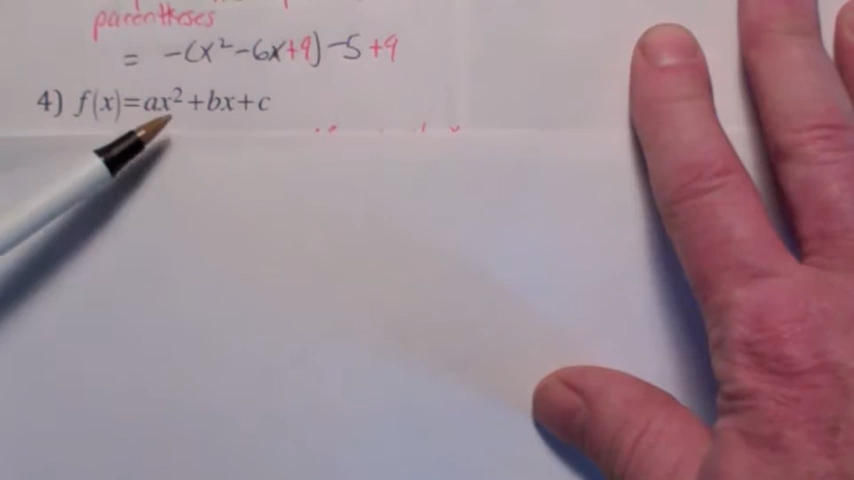 parentheses
= -(x²-6x+9)-5+9
4) f(x)=ax²+bx+c